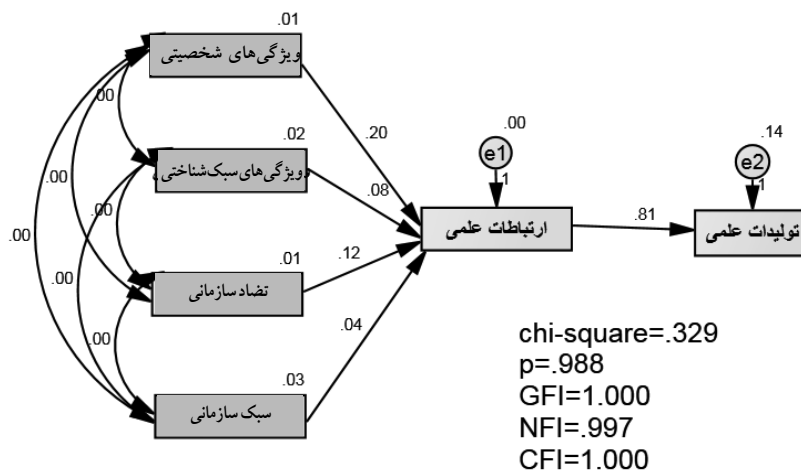 .01
ویژگی‌های شخصیتی
.00
.20
.02
ویژگی‌های سبک‌شناختی
.00
.00
.08
.00
e1
1
.14
e2
1
ارتباطات علمی
.81
تولیدات علمی
.00
.00
.01
تضاد سازمانی
.12
.00
.04
.03
سبک سازمانی
chi-square=.329
p=.988
GFI=1.000
NFI=.997
CFI=1.000